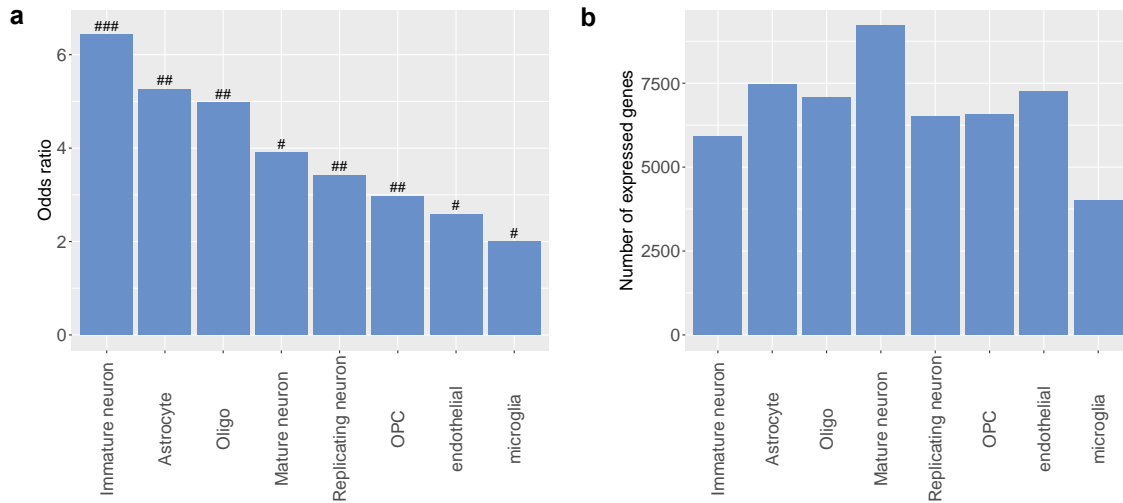 a
Odds ratio
6
4
2
0
###
##
##
#
##
##
#
#
Immature neuron
Astrocyte
Oligo
Mature neuron
Replicating neuron
OPC
endothelial
microglia
b
Number of expressed genes
7500
5000
2500
0
Immature neuron
Astrocyte
Oligo
Mature neuron
Replicating neuron
OPC
endothelial
microglia